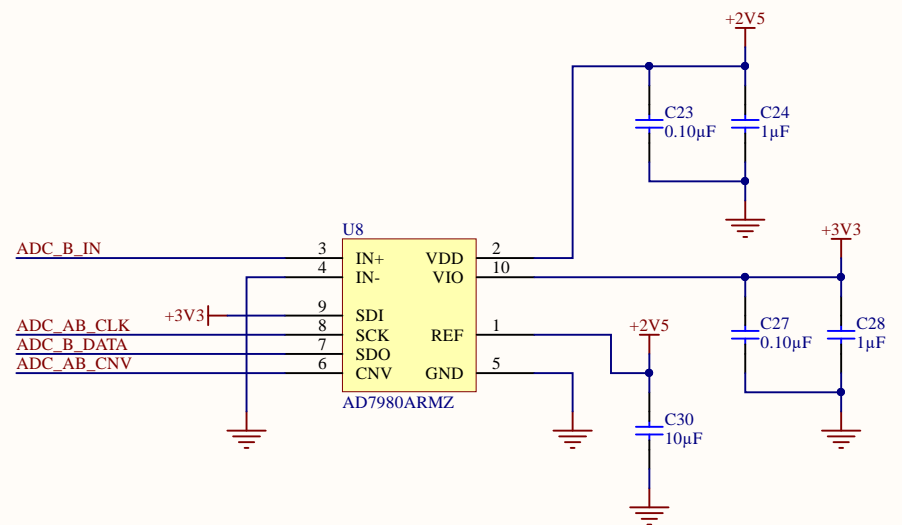 +2V5
C23
0.10µF
C24
1µF
U8
ADC_B_IN
3
IN+
VDD
2
4
IN-
VIO
10
+3V3
+3V3
9
SDI
ADC_AB_CLK
8
SCK
REF
1
+2V5
C27
0.10µF
C28
1µF
ADC_B_DATA
7
SDO
ADC_AB_CNV
6
CNV
GND
5
AD7980ARMZ
C30
10µF